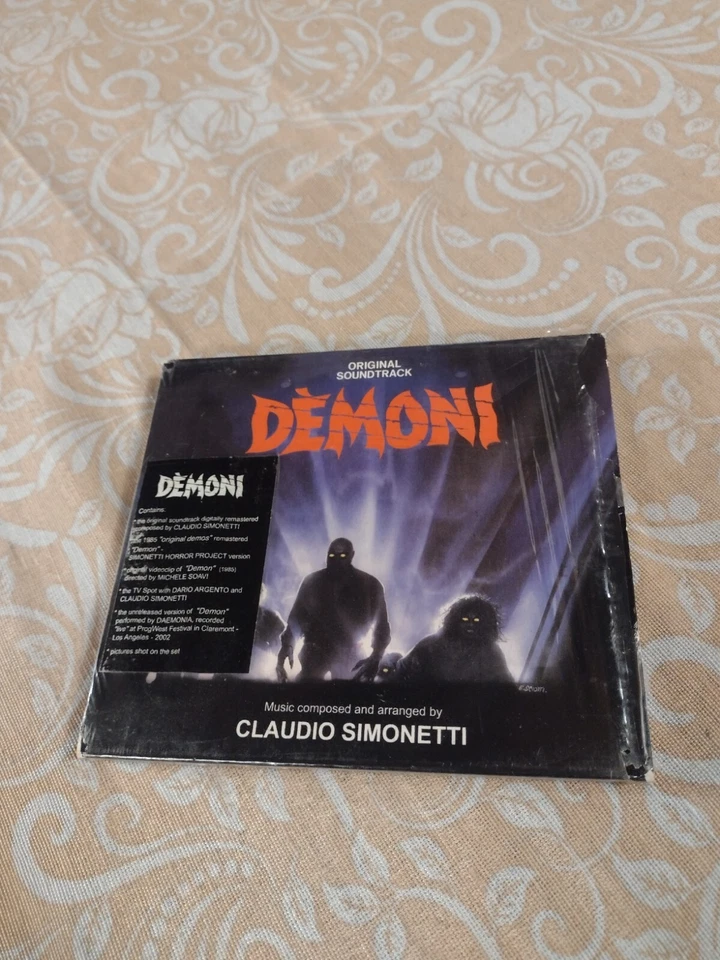 ORIGINAL
SOUNDTRACK
DÈMONI
DÈMONI
Contains:
* the original soundtrack digitally remastered
composed by CLAUDIO SIMONETTI
1985 "original demos" remastered
"Demon" -
SIMONETTI HORROR PROJECT version
* original videoclip of "Demon" (1985)
directed by MICHELE SOAVI
* the TV Spot with DARIO ARGENTO and
CLAUDIO SIMONETTI
* the unreleased version of "Demon"
performed by DAEMONIA, recorded
"live" at ProgWest Festival in Claremont -
Los Angeles - 2002
* pictures shot on the set
Music composed and arranged by
CLAUDIO SIMONETTI